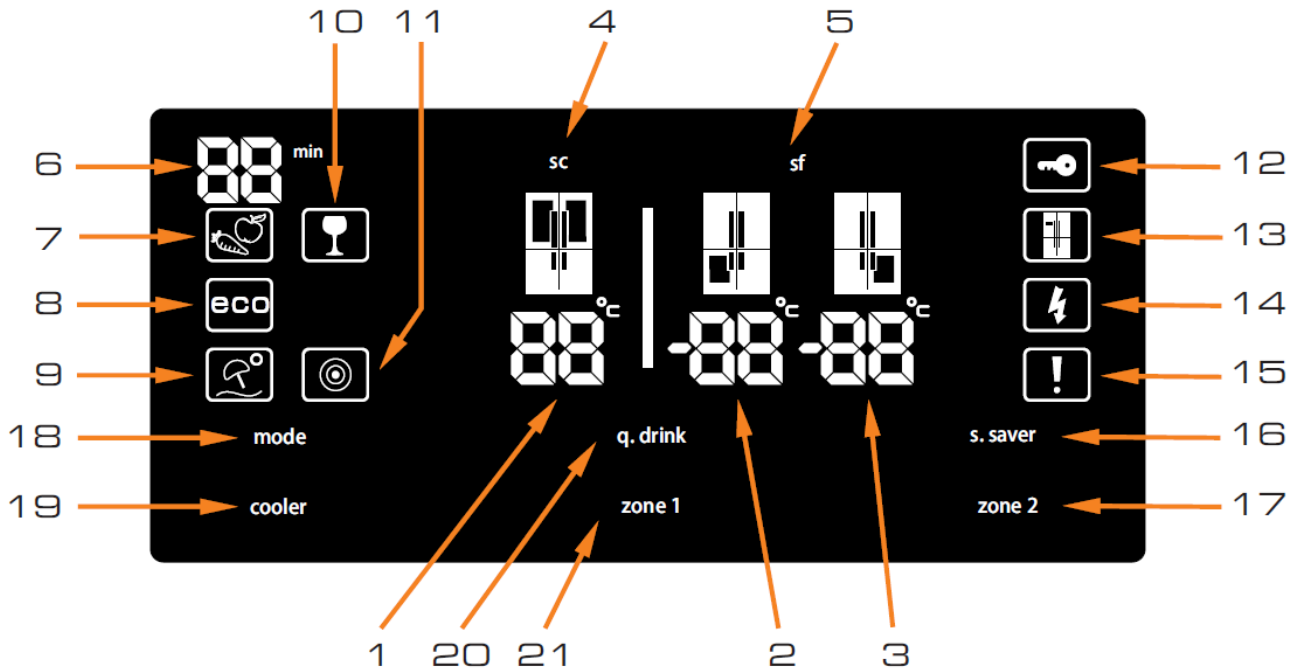 10 11 4 5
6 88 min sc sf 12
7 13
8 eco °c -88 °c -88 °c 14
88
9 15
18 mode q. drink s. saver 16
19 cooler zone 1 zone 2 17
1 20 21 2 3